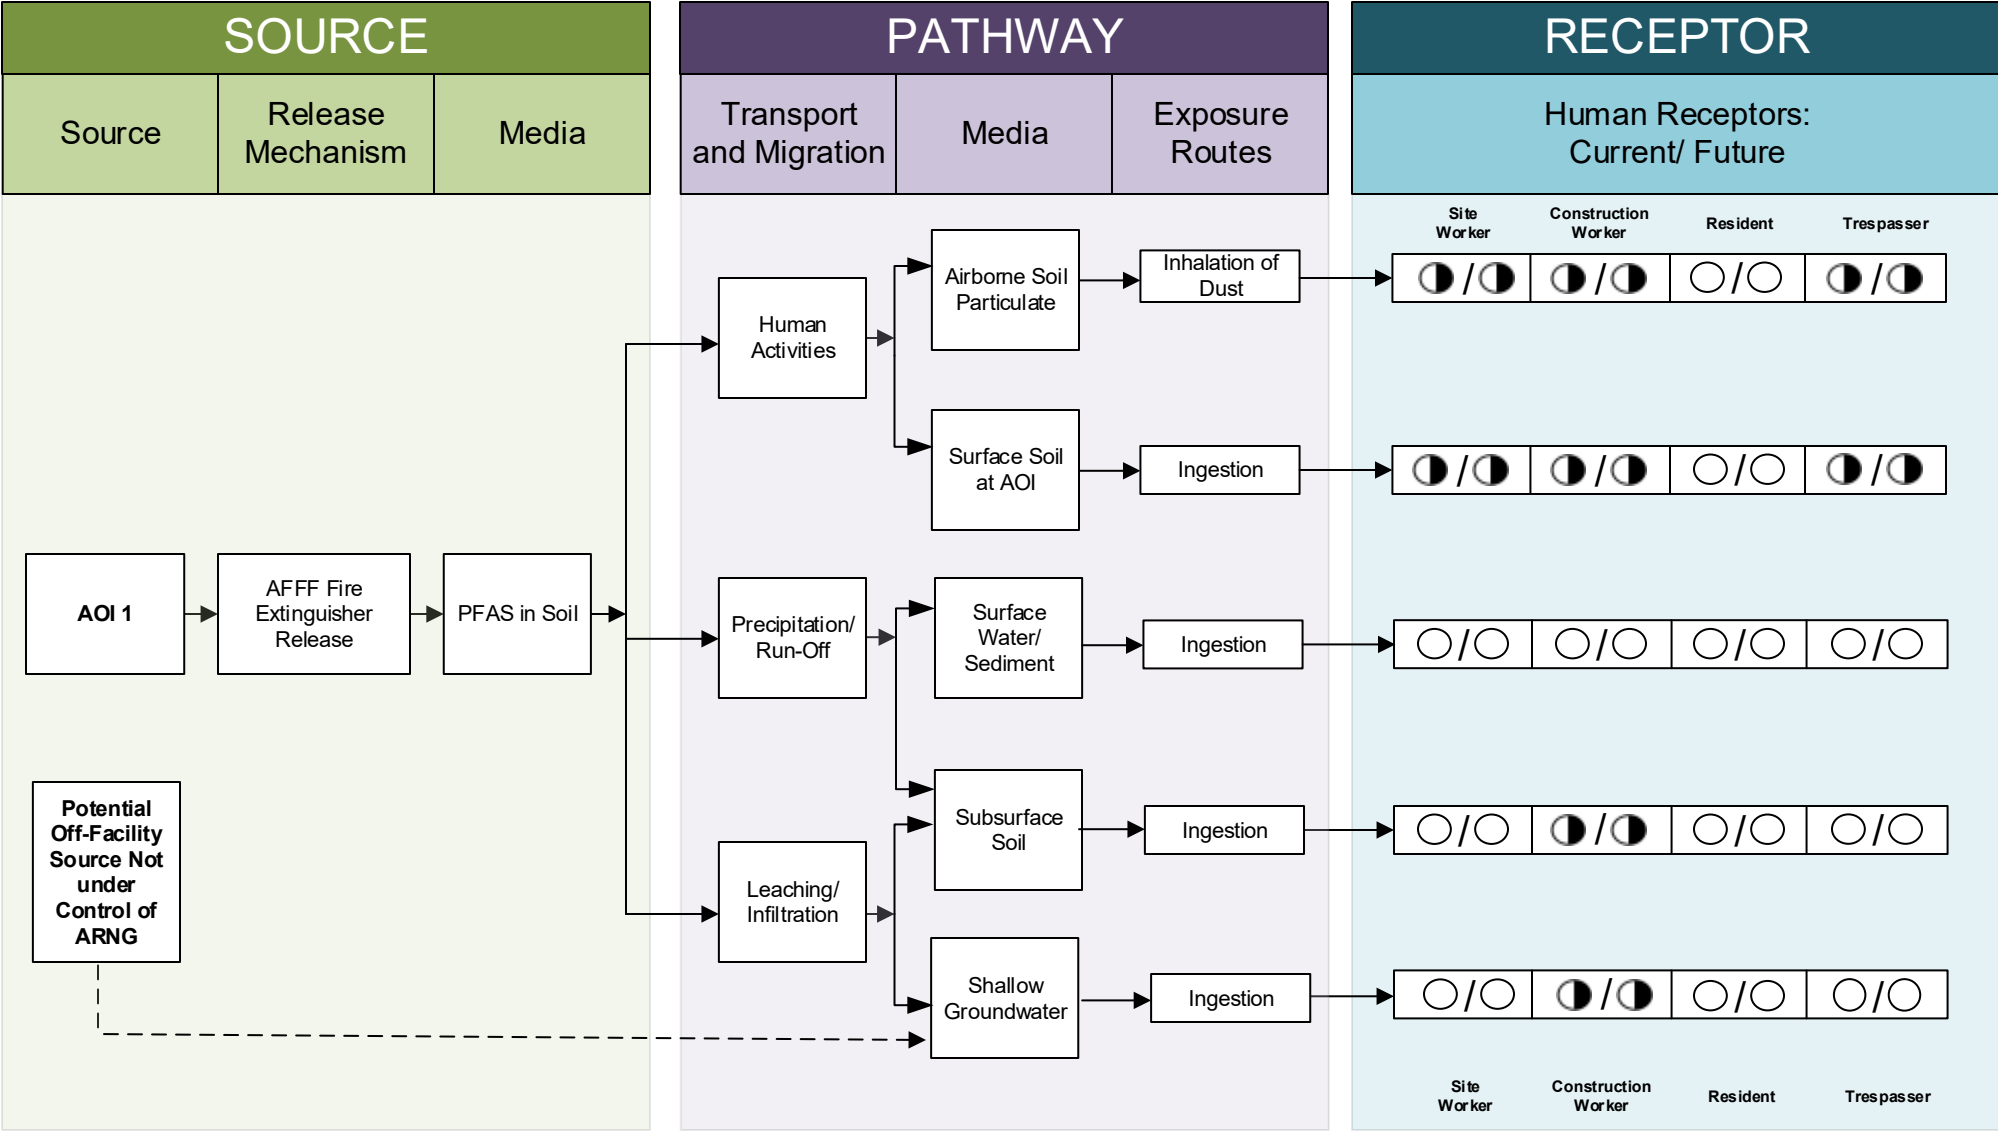 SOURCE
PATHWAY
RECEPTOR
Source
Release
Mechanism
Media
Transport
and Migration
Media
Exposure
Routes
Human Receptors:
Current/ Future
Site
Worker
Construction
Worker
Resident
Trespasser
Airborne Soil
Particulate
Inhalation of
Dust
/
/
/
/
Human
Activities
Surface Soil
at AOI
Ingestion
/
/
/
/
AOI 1
AFFF Fire
Extinguisher
Release
PFAS in Soil
Precipitation/
Run-Off
Surface
Water/
Sediment
Ingestion
/
/
/
/
Potential
Off-Facility
Source Not
under
Control of
ARNG
Subsurface
Soil
Ingestion
/
/
/
/
Leaching/
Infiltration
Shallow
Groundwater
Ingestion
/
/
/
/
Site
Worker
Construction
Worker
Resident
Trespasser